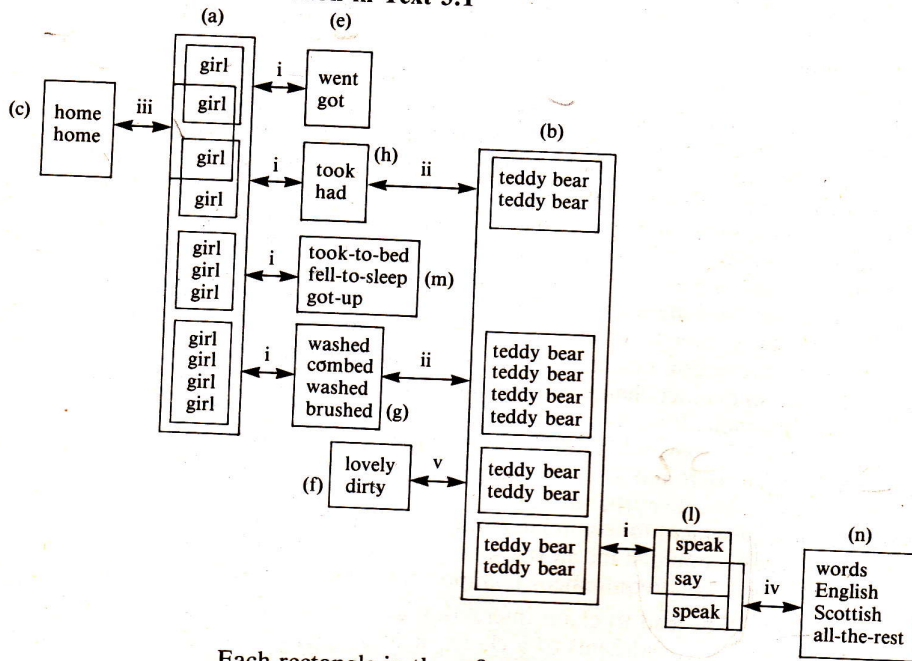 in Text
(a)
(e)
girl
i
went
got
(c)
home
home
iii
girl
(b)
girl
i
took
had
(h)
ii
teddy bear
teddy bear
girl
girl
girl
girl
i
took-to-bed
fell-to-sleep
got-up
(m)
girl
girl
girl
girl
i
washed
combed
washed
brushed
(g)
ii
teddy bear
teddy bear
teddy bear
teddy bear
(f)
lovely
dirty
v
teddy bear
teddy bear
teddy bear
teddy bear
i
(l)
speak
say
speak
iv
(n)
words
English
Scottish
all-the-rest
Each rectangle in the